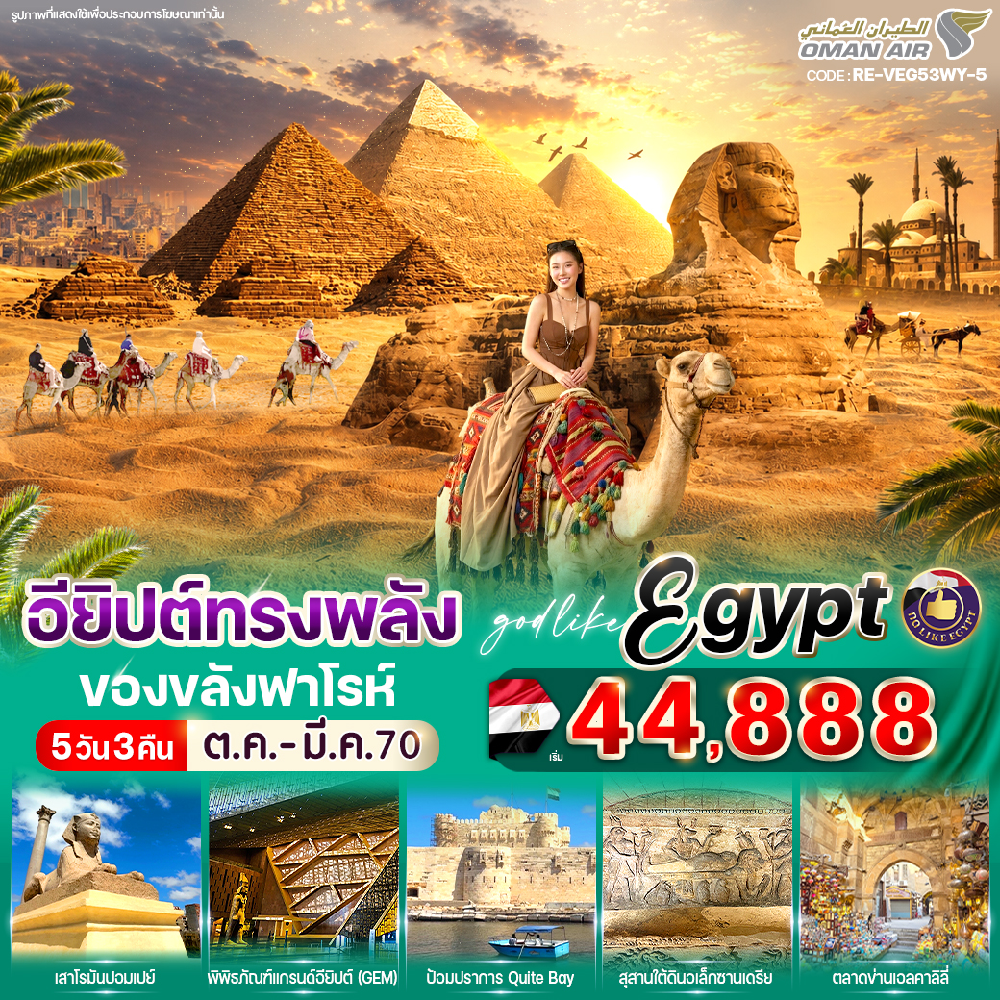 รูปภาพที่แสดงใช้เพื่อประกอบการโฆษณาเท่านั้น
الطيران العماني
OMAN AIR
CODE : RE-VEG53WY-5
อียิปต์ทรงพลัง
ของขลังฟาโรห์
godlike Egypt
GOD LIKE EGYPT
5 วัน 3 คืน
ต.ค.- มี.ค.70
เริ่ม 44,888
เสาโรมันปอมเปย์
พิพิธภัณฑ์แกรนด์อียิปต์ (GEM)
ป้อมปราการ Quite Bay
สุสานใต้ดินอเล็กซานเดรีย
ตลาดข่านเอลคาลิลี่